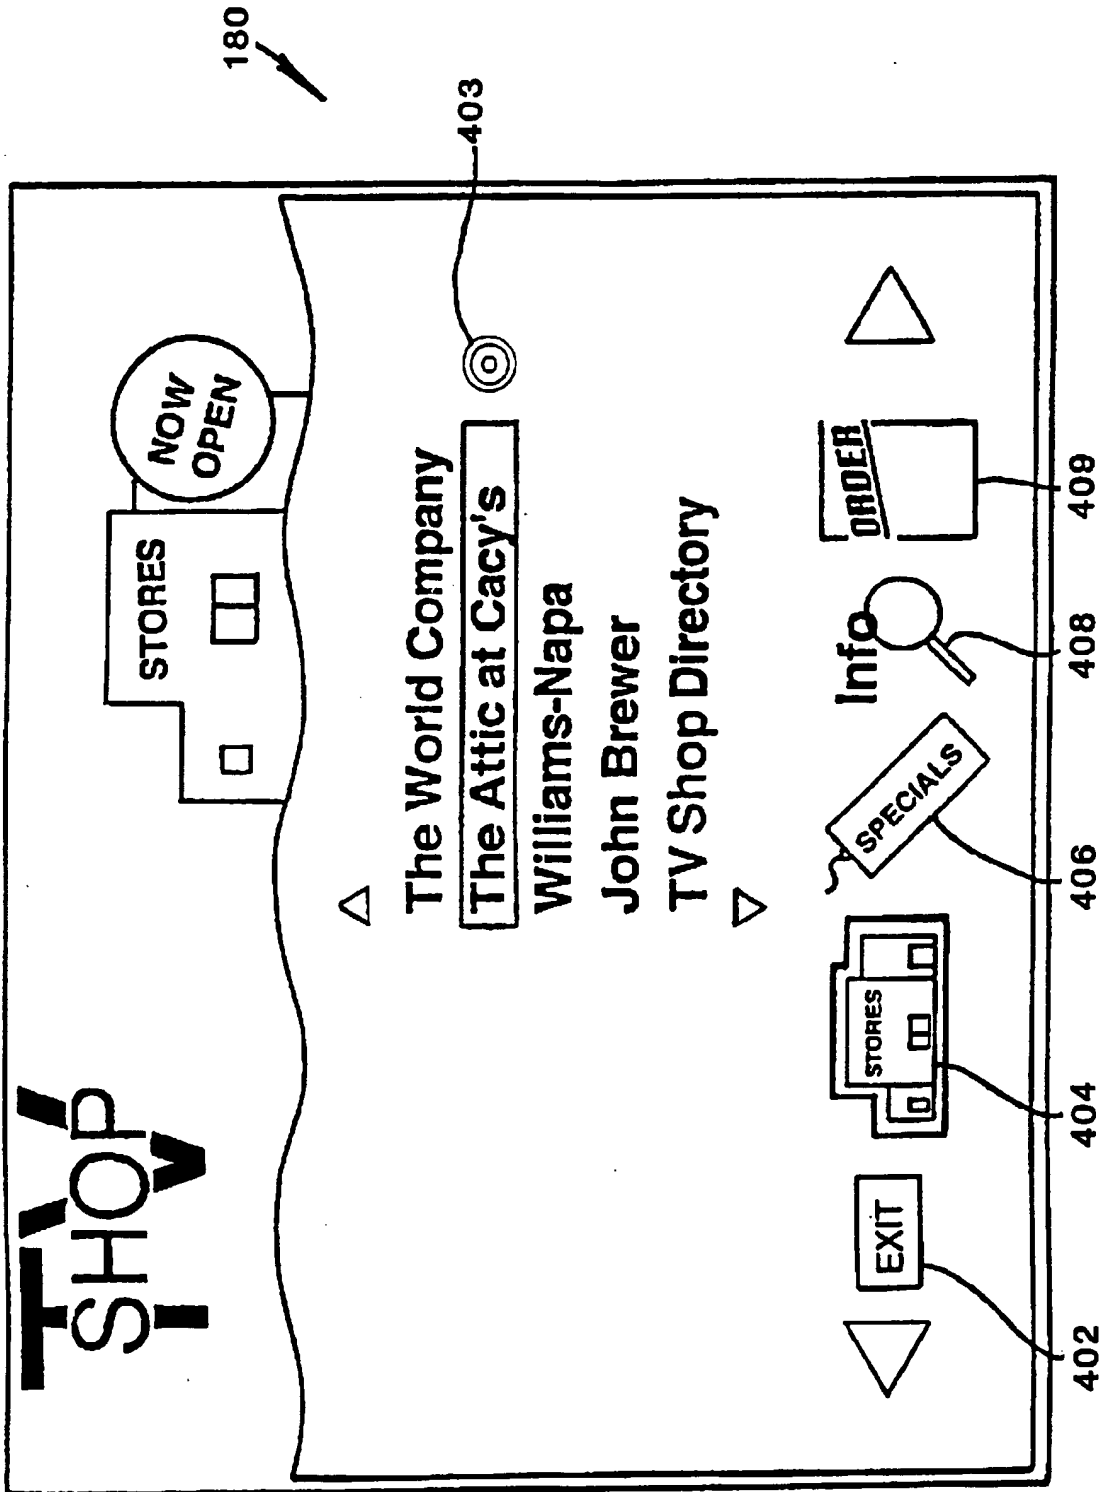 180
TV
SHOP
STORES
NOW
OPEN
403
The World Company
The Attic at Cacy's
Williams-Napa
John Brewer
TV Shop Directory
EXIT
STORES
SPECIALS
Info
ORDER
402
404
406
408
409